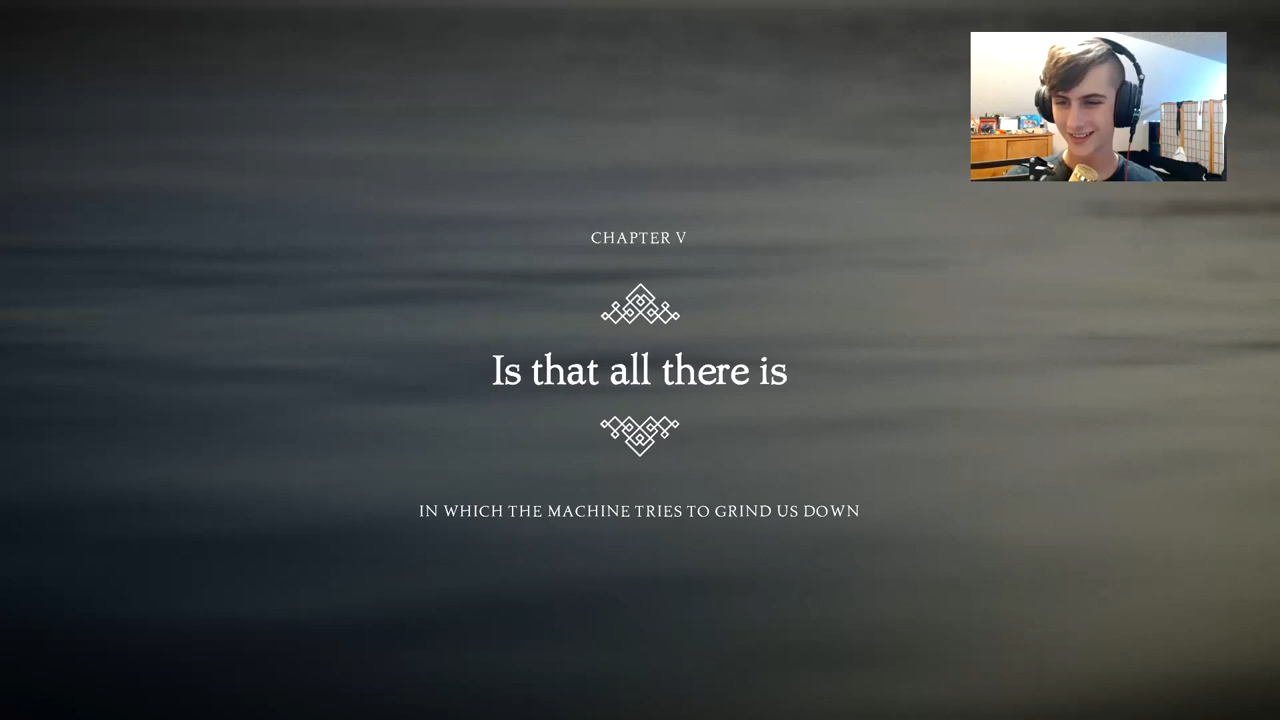 CHAPTER V
Is that all there is
IN WHICH THE MACHINE TRIES TO GRIND US DOWN